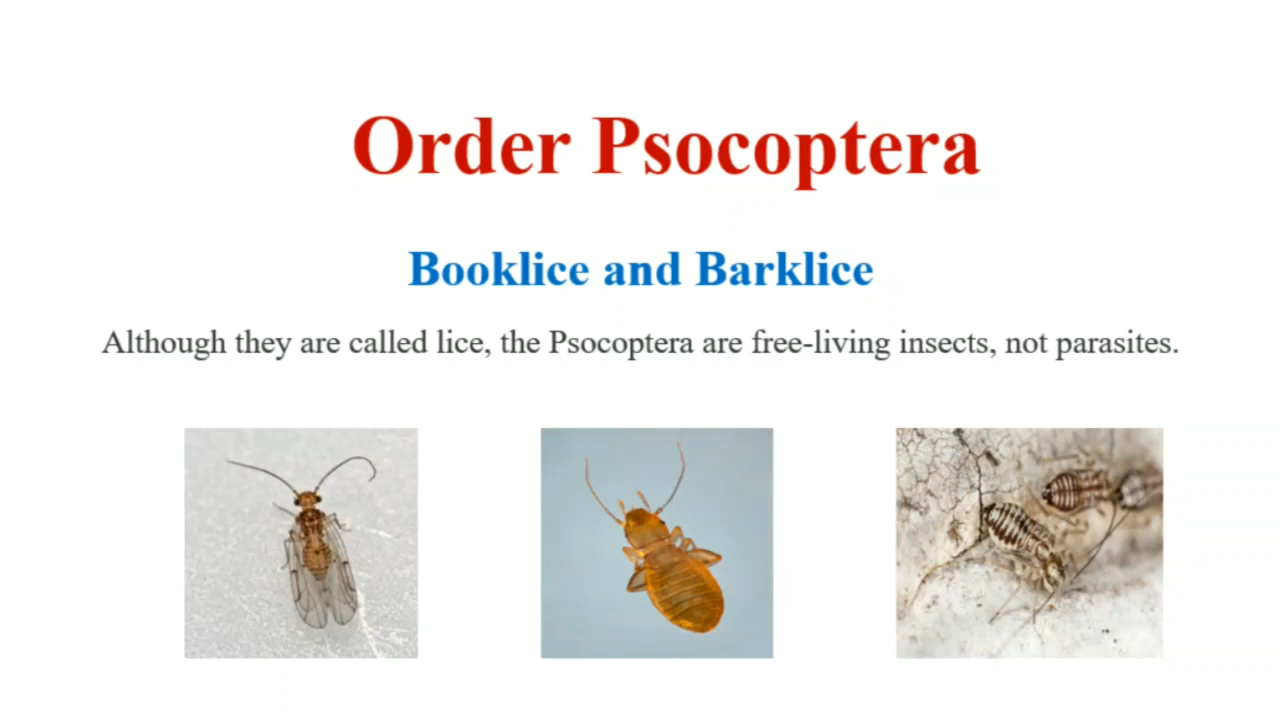 Order Psocoptera
Booklice and Barklice
Although they are called lice, the Psocoptera are free-living insects, not parasites.